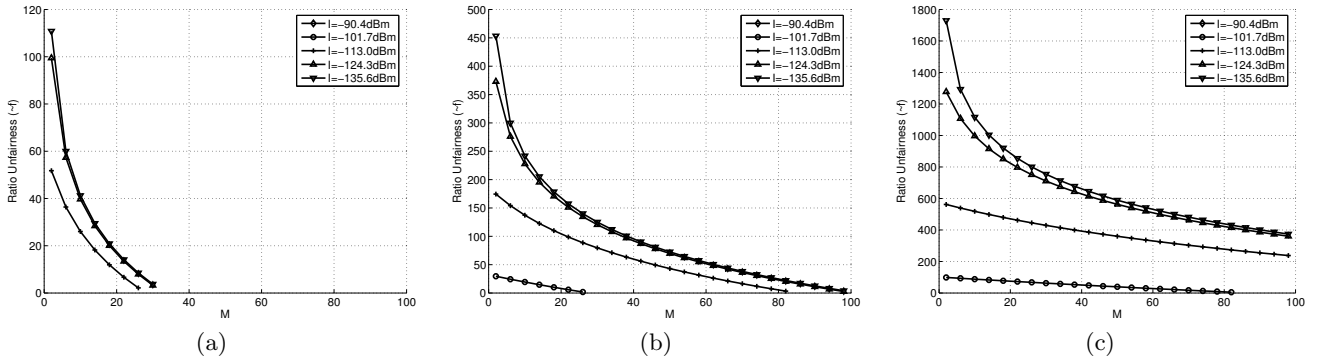 120
100
80
60
40
20
0
0 20 40 60 80 100
Ratio Unfairness (~f)
M
I=−90.4dBm
I=−101.7dBm
I=−113.0dBm
I=−124.3dBm
I=−135.6dBm
(a)
500
450
400
350
300
250
200
150
100
50
0
0 20 40 60 80 100
Ratio Unfairness (~f)
M
I=−90.4dBm
I=−101.7dBm
I=−113.0dBm
I=−124.3dBm
I=−135.6dBm
(b)
1800
1600
1400
1200
1000
800
600
400
200
0
0 20 40 60 80 100
Ratio Unfairness (~f)
M
I=−90.4dBm
I=−101.7dBm
I=−113.0dBm
I=−124.3dBm
I=−135.6dBm
(c)